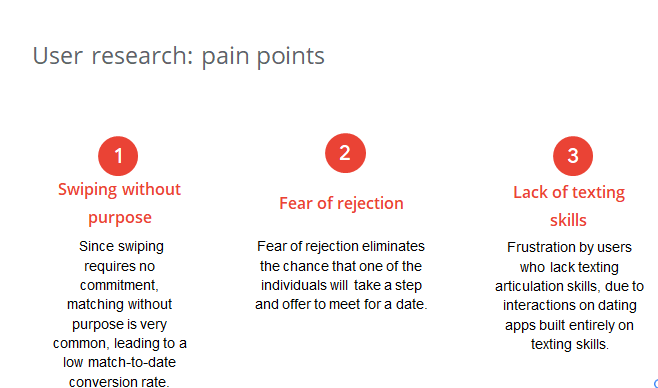 User research: pain points
1
Swiping without
purpose
Since swiping
requires no
commitment,
matching without
purpose is very
common, leading to a
low match-to-date
conversion rate.
2
Fear of rejection
Fear of rejection eliminates
the chance that one of the
individuals will take a step
and offer to meet for a date.
3
Lack of texting
skills
Frustration by users
who lack texting
articulation skills, due to
interactions on dating
apps built entirely on
texting skills.